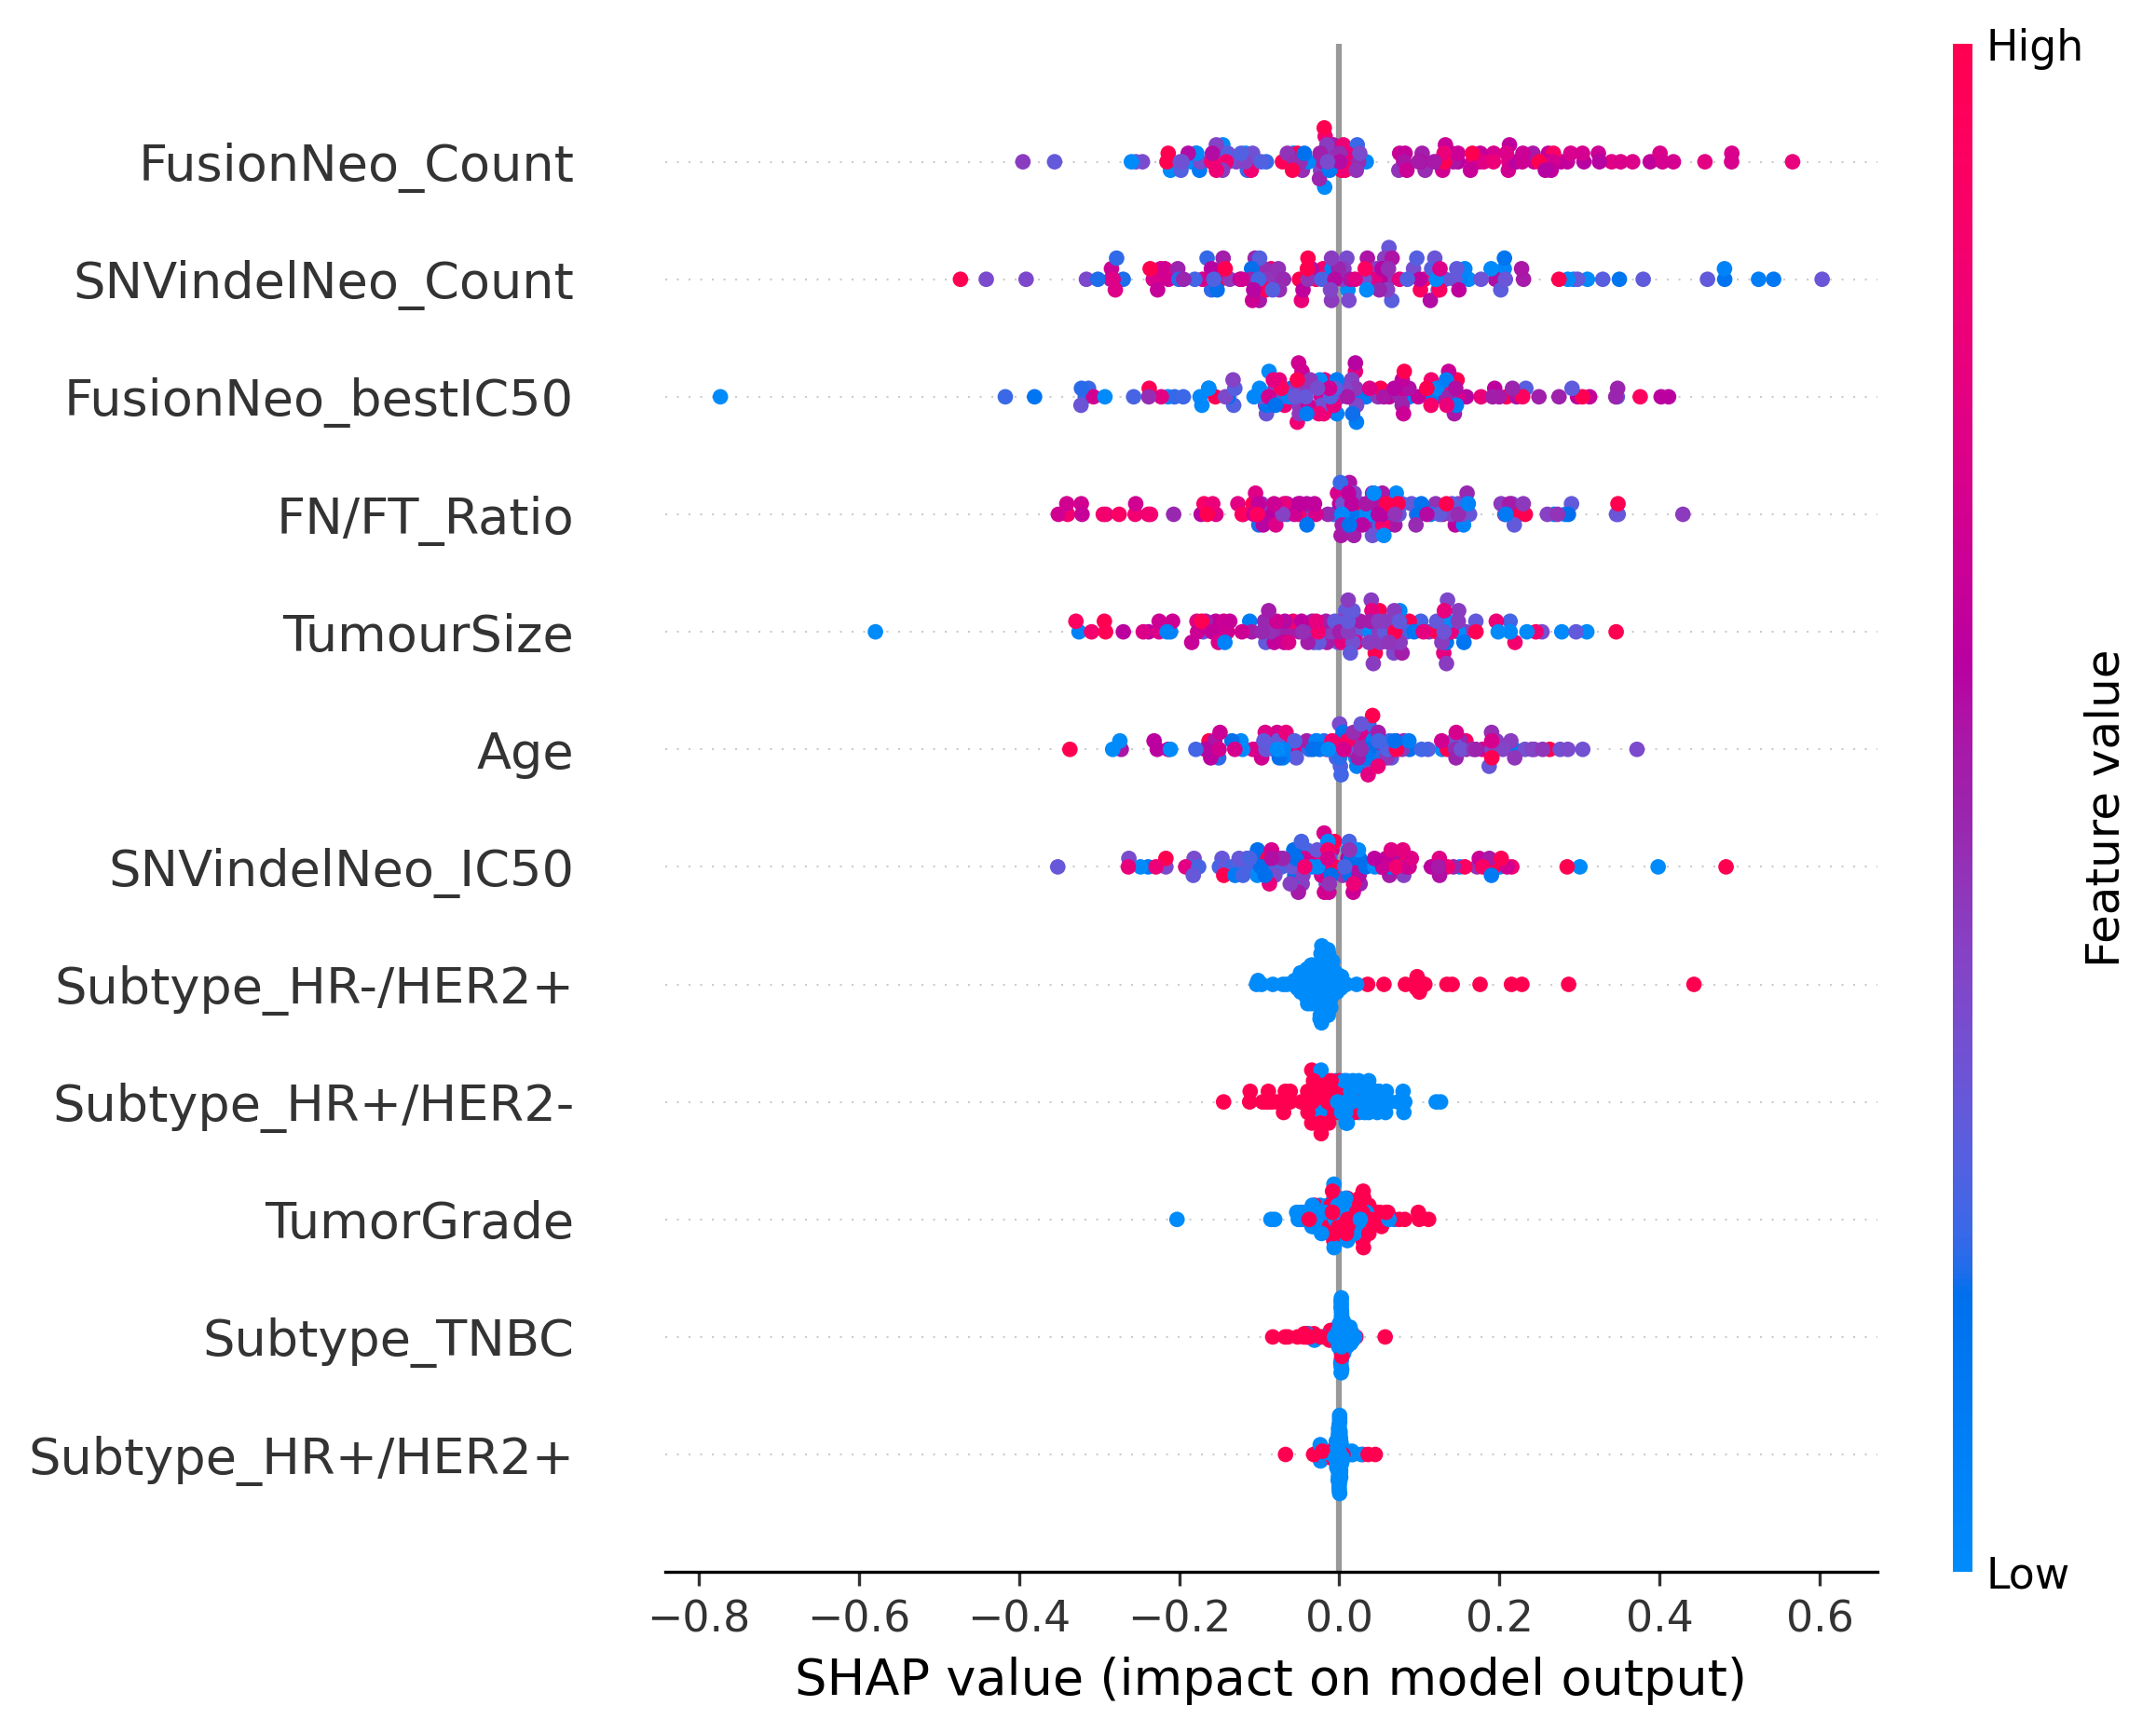 High
FusionNeo_Count
SNVindelNeo_Count
FusionNeo_bestIC50
FN/FT_Ratio
TumourSize
Age
SNVindelNeo_IC50
Subtype_HR-/HER2+
Subtype_HR+/HER2-
TumorGrade
Subtype_TNBC
Subtype_HR+/HER2+
Feature value
Low
−0.8 −0.6 −0.4 −0.2 0.0 0.2 0.4 0.6
SHAP value (impact on model output)